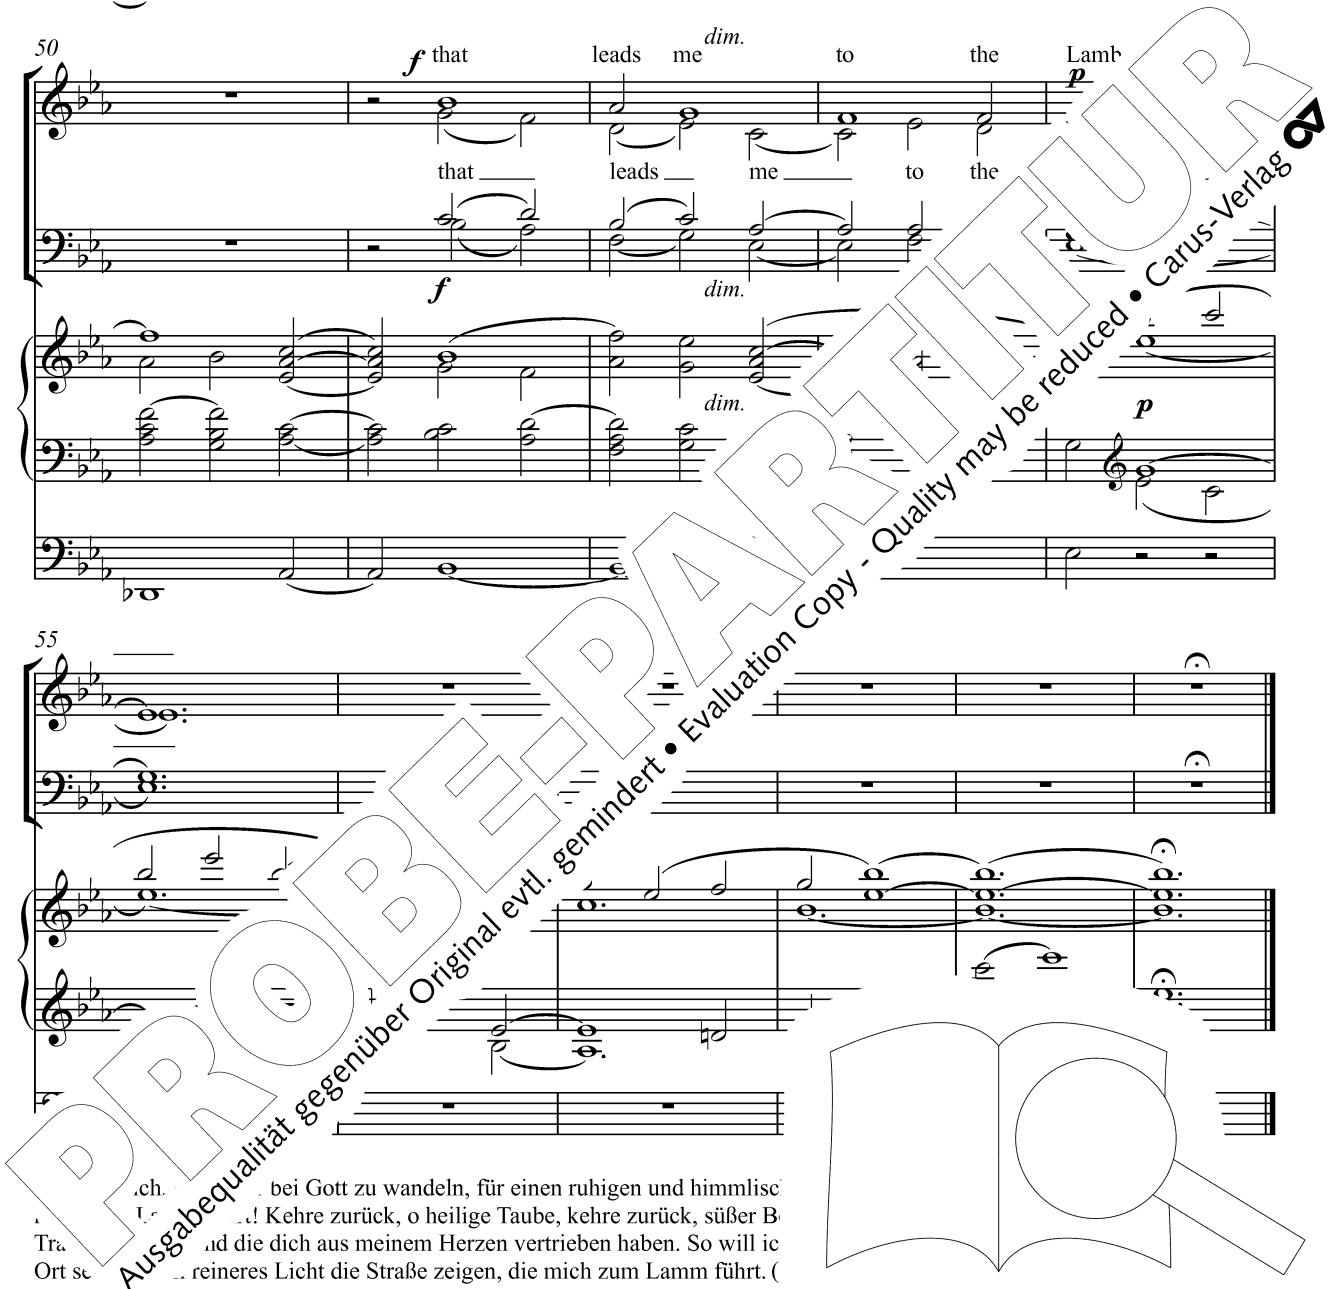 50
f that leads me dim. to the Lamb
p
that leads me to the
f dim.
dim.
p
55
PROBE-PARTITUR
Ausgabequalität gegenüber Original evtl. gemindert • Evaluation Copy - Quality may be reduced • Carus-Verlag
bei Gott zu wandeln, für einen ruhigen und
Kehre zurück, o heilige Taube, kehre zurück, süßer
die dich aus meinem Herzen vertrieben haben. So will
Ort reineres Licht die Straße zeigen, die mich zum Lamm führt. (